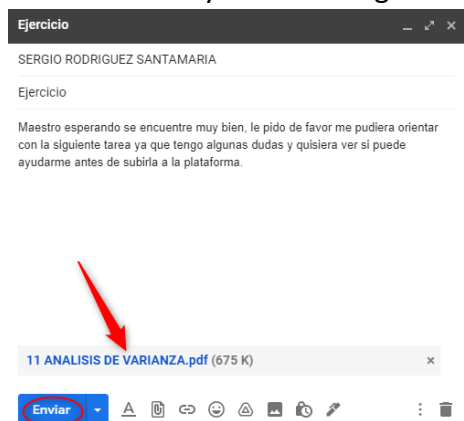 Ejercicio
SERGIO RODRIGUEZ SANTAMARIA
Ejercicio
Maestro esperando se encuentre muy bien, le pido de favor me pudiera orientar
con la siguiente tarea ya que tengo algunas dudas y quisiera ver si puede
ayudarme antes de subirla a la plataforma.
11 ANALISIS DE VARIANZA.pdf (675 K)
Enviar